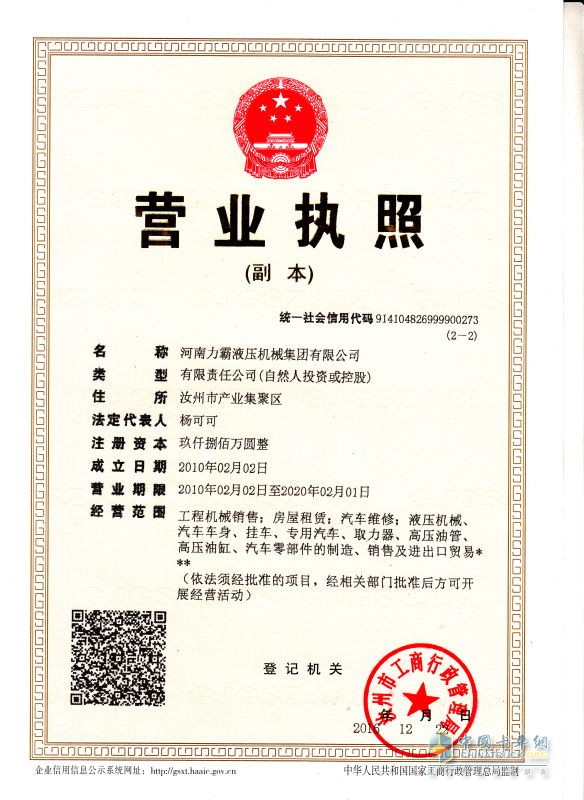 营业执照
(副 本)
统一社会信用代码 914104826999900273
(2-2)
名 称 河南力霸液压机械集团有限公司
类 型 有限责任公司(自然人投资或控股)
住 所 汝州市产业集聚区
法定代表人 杨可可
注册资本 玖仟捌佰万圆整
成立日期 2010年02月02日
营业期限 2010年02月02日至2020年02月01日
经营范围 工程机械销售；房屋租赁；汽车维修；液压机械、
汽车车身、挂车、专用汽车、取力器、高压油管、
高压油缸、汽车零部件的制造、销售及进出口贸易*
**
（依法须经批准的项目，经相关部门批准后方可开
展经营活动）
登记机关
汝州市工商行政管理局
年 月 日
2016 12 23
中国卡车网
企业信用信息公示系统网址：http://gsxt.haaic.gov.cn
中华人民共和国国家工商行政管理总局监制